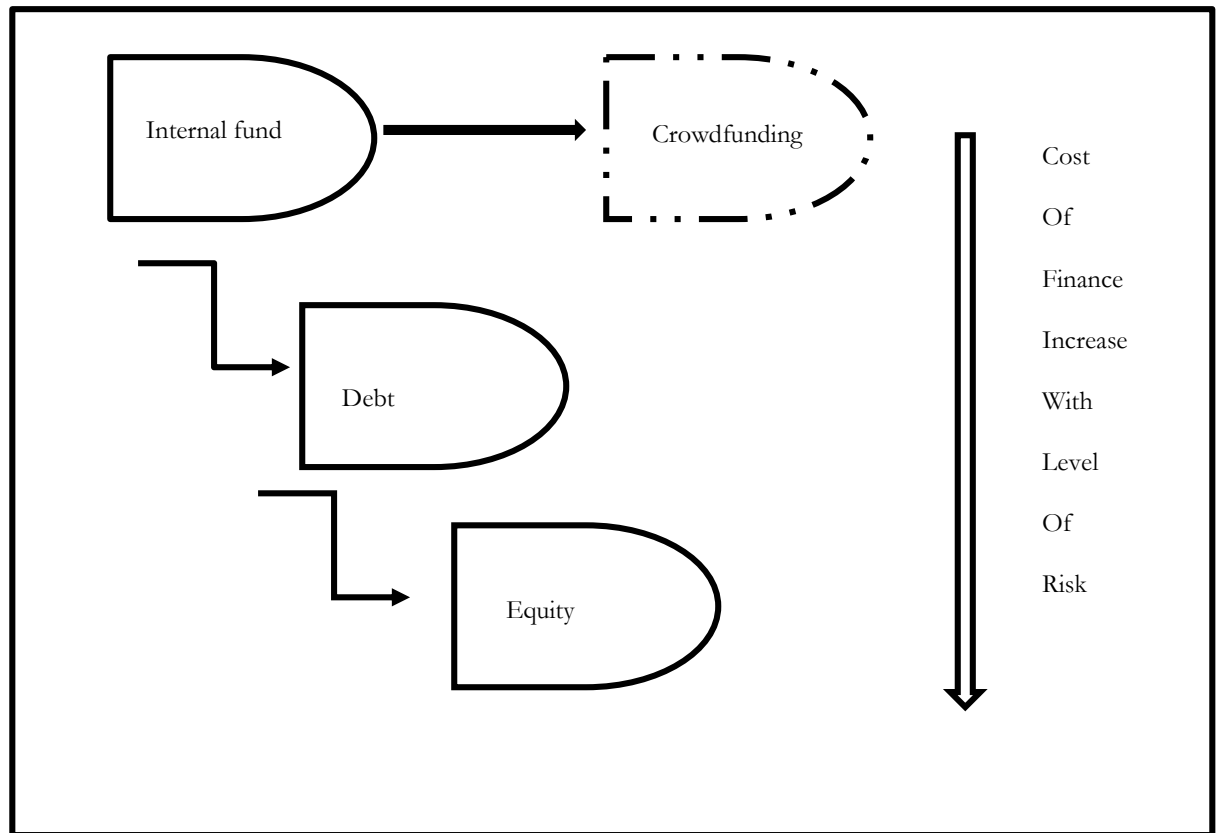 Internal fund
Crowdfunding
Debt
Equity
Cost
Of
Finance
Increase
With
Level
Of
Risk